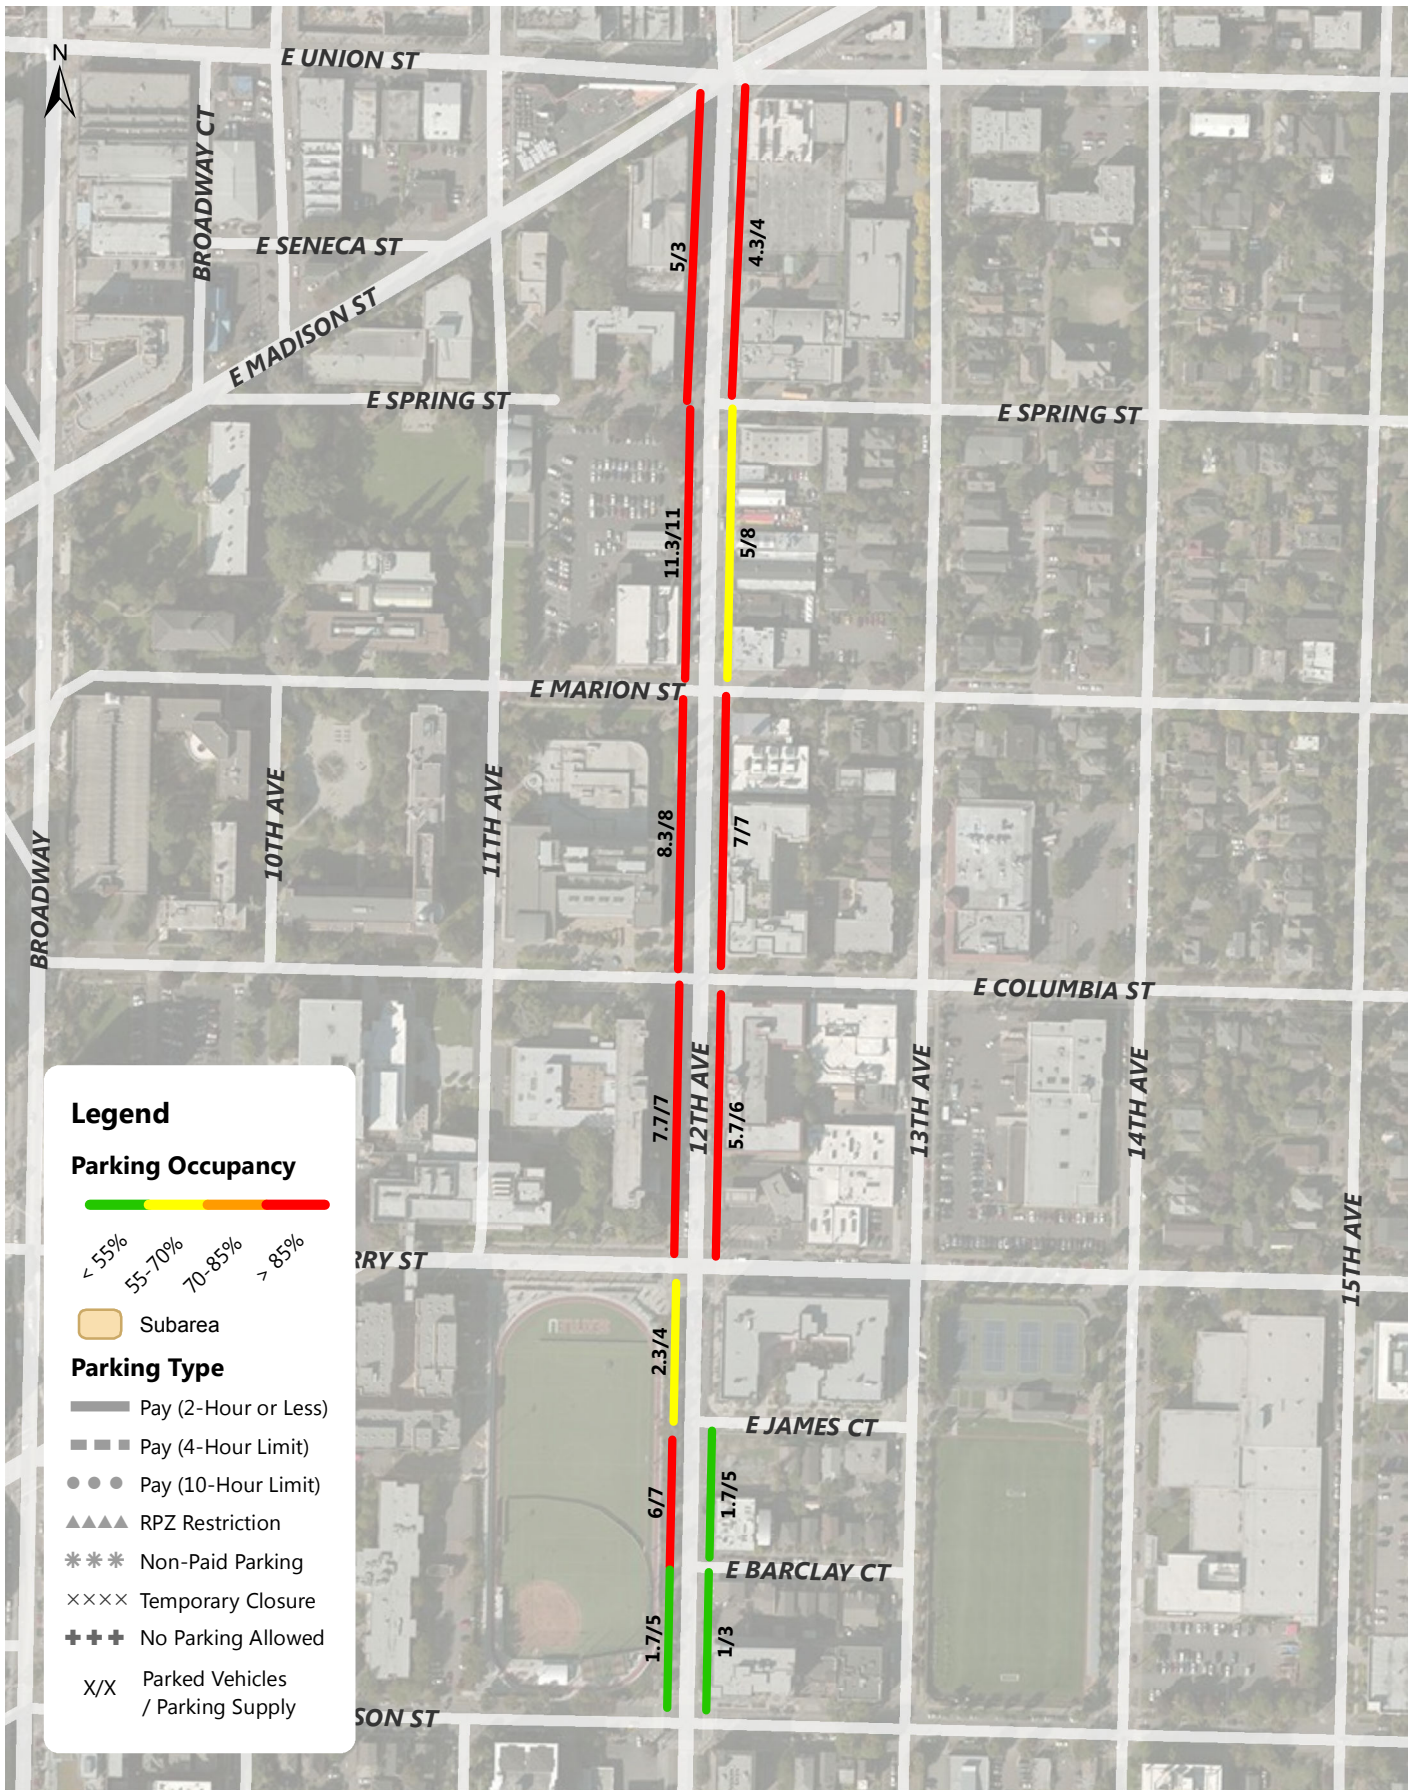 N
E UNION ST
BROADWAY CT
E SENECA ST
E MADISON ST
5/3
4.3/4
E SPRING ST
E SPRING ST
11.3/11
5/8
E MARION ST
10TH AVE
11TH AVE
8.3/8
7/7
BROADWAY
E COLUMBIA ST
12TH AVE
13TH AVE
14TH AVE
7.7/7
5.7/6
15TH AVE
RRY ST
2.3/4
E JAMES CT
6/7
1.7/5
E BARCLAY CT
1.7/5
1/3
SON ST
Legend
Parking Occupancy
< 55%
55-70%
70-85%
> 85%
Subarea
Parking Type
Pay (2-Hour or Less)
Pay (4-Hour Limit)
Pay (10-Hour Limit)
RPZ Restriction
Non-Paid Parking
Temporary Closure
No Parking Allowed
X/X
Parked Vehicles
/ Parking Supply